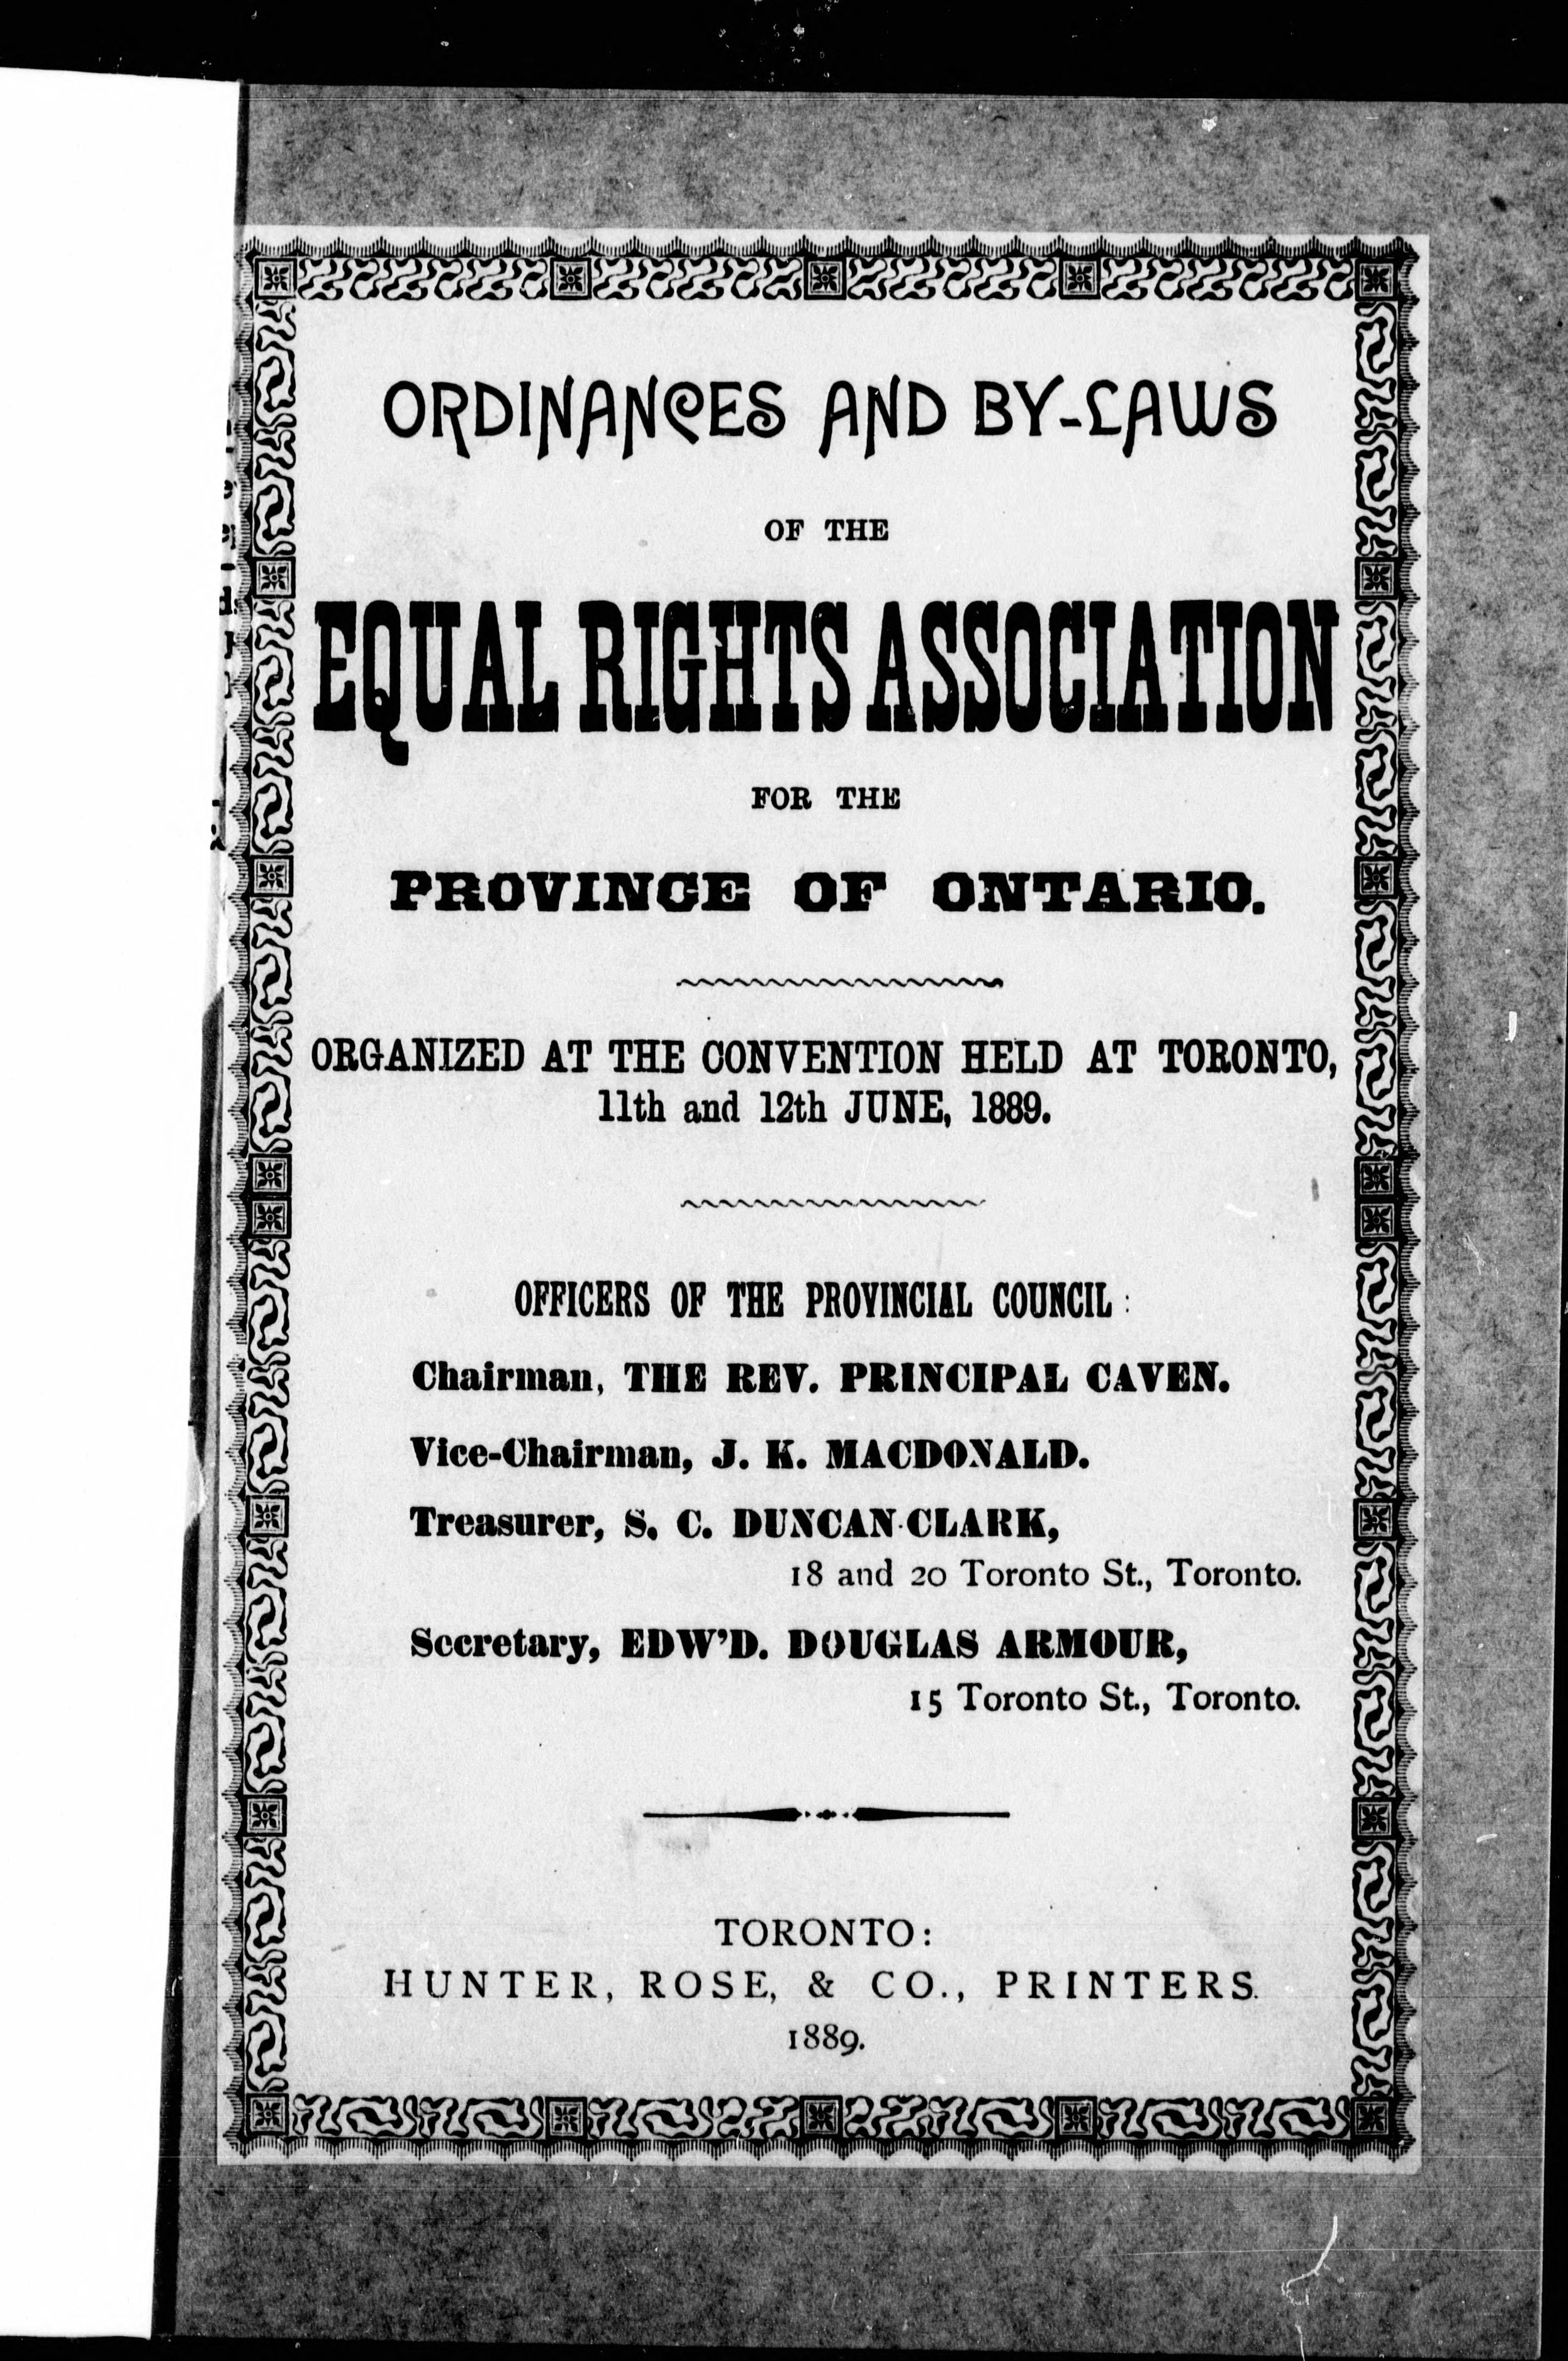 ORDINANCES AND BY-LAWS
OF THE
EQUAL RIGHTS ASSOCIATION
FOR THE
PROVINCE OF ONTARIO.
ORGANIZED AT THE CONVENTION HELD AT TORONTO,
11th and 12th JUNE, 1889.
OFFICERS OF THE PROVINCIAL COUNCIL:
Chairman, THE REV. PRINCIPAL CAVEN.
Vice-Chairman, J. K. MACDONALD.
Treasurer, S. C. DUNCAN-CLARK,
18 and 20 Toronto St., Toronto.
Secretary, EDW'D. DOUGLAS ARMOUR,
15 Toronto St., Toronto.
TORONTO:
HUNTER, ROSE, & CO., PRINTERS.
1889.